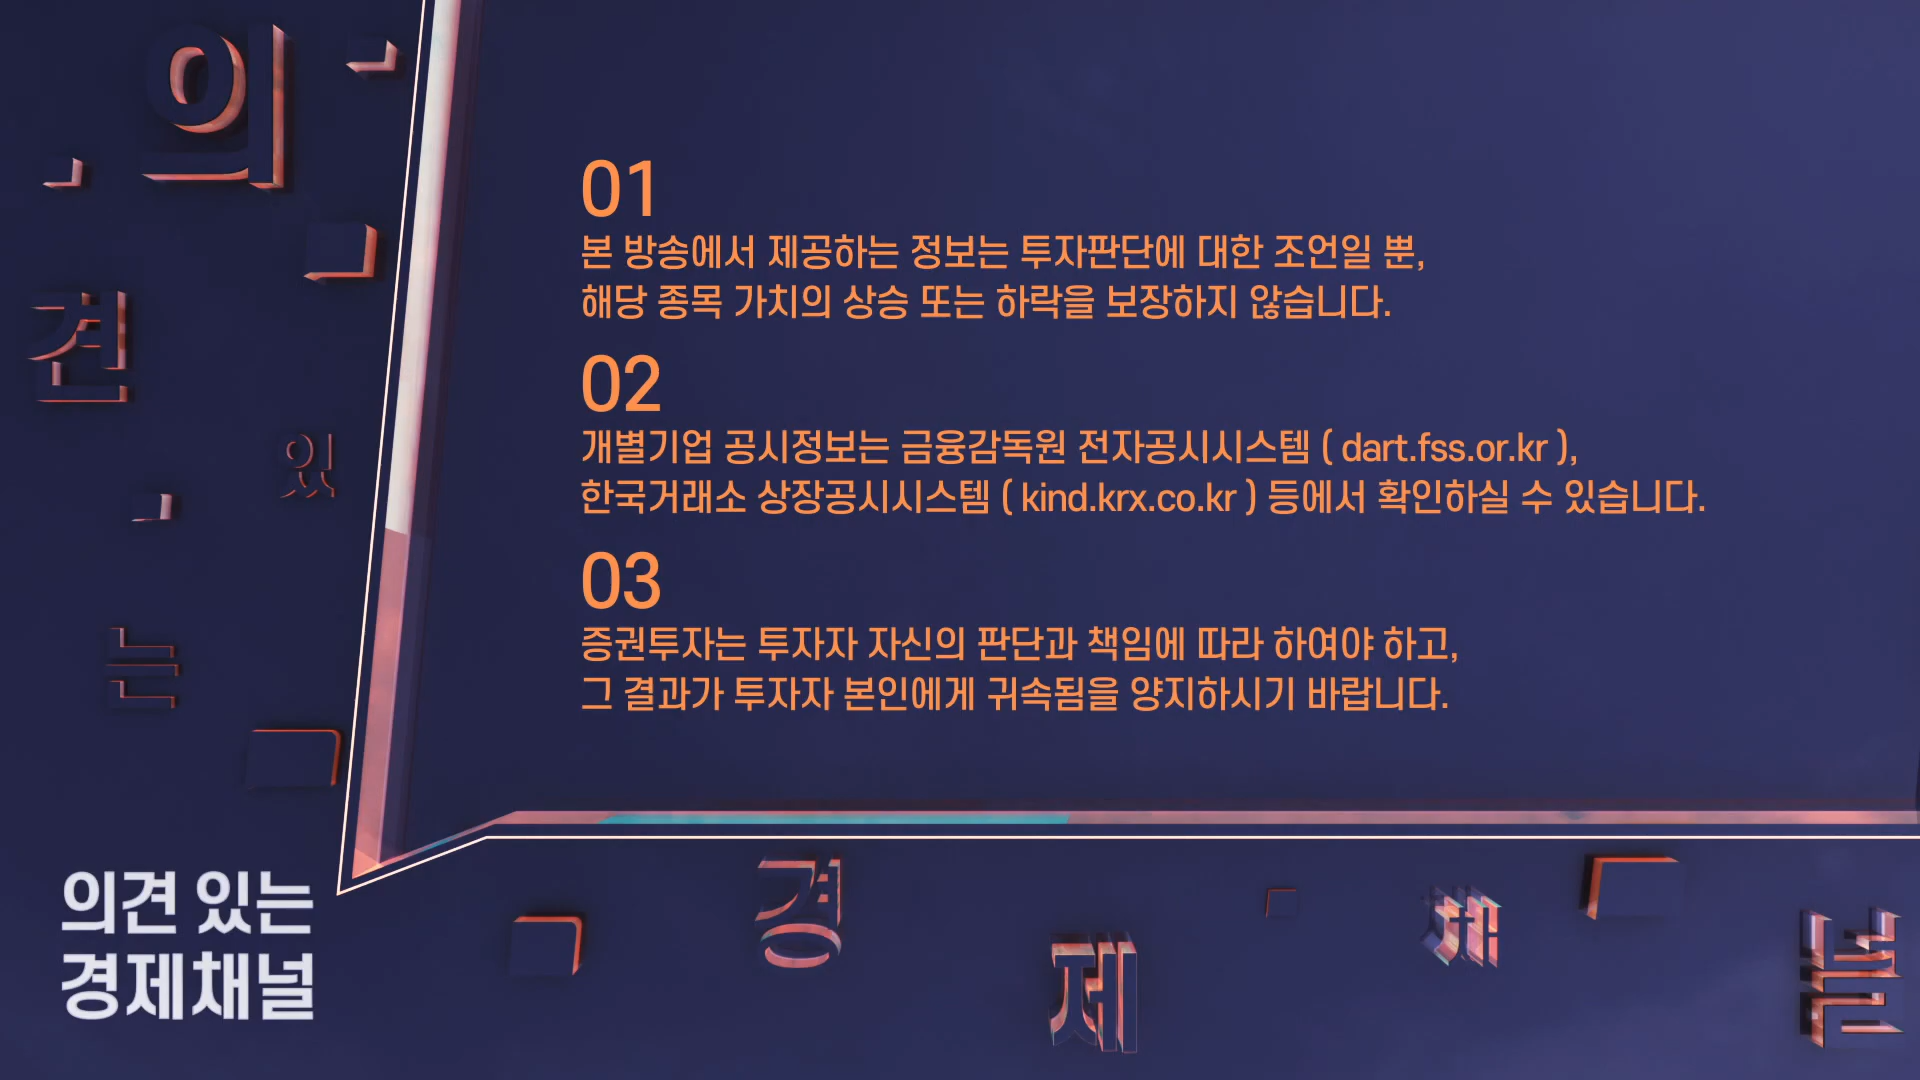 의
견
있
는
01
본 방송에서 제공하는 정보는 투자판단에 대한 조언일 뿐,
해당 종목 가치의 상승 또는 하락을 보장하지 않습니다.
02
개별기업 공시정보는 금융감독원 전자공시시스템 ( dart.fss.or.kr ),
한국거래소 상장공시시스템 ( kind.krx.co.kr ) 등에서 확인하실 수 있습니다.
03
증권투자는 투자자 자신의 판단과 책임에 따라 하여야 하고,
그 결과가 투자자 본인에게 귀속됨을 양지하시기 바랍니다.
의견 있는
경제채널
경
제
채
널